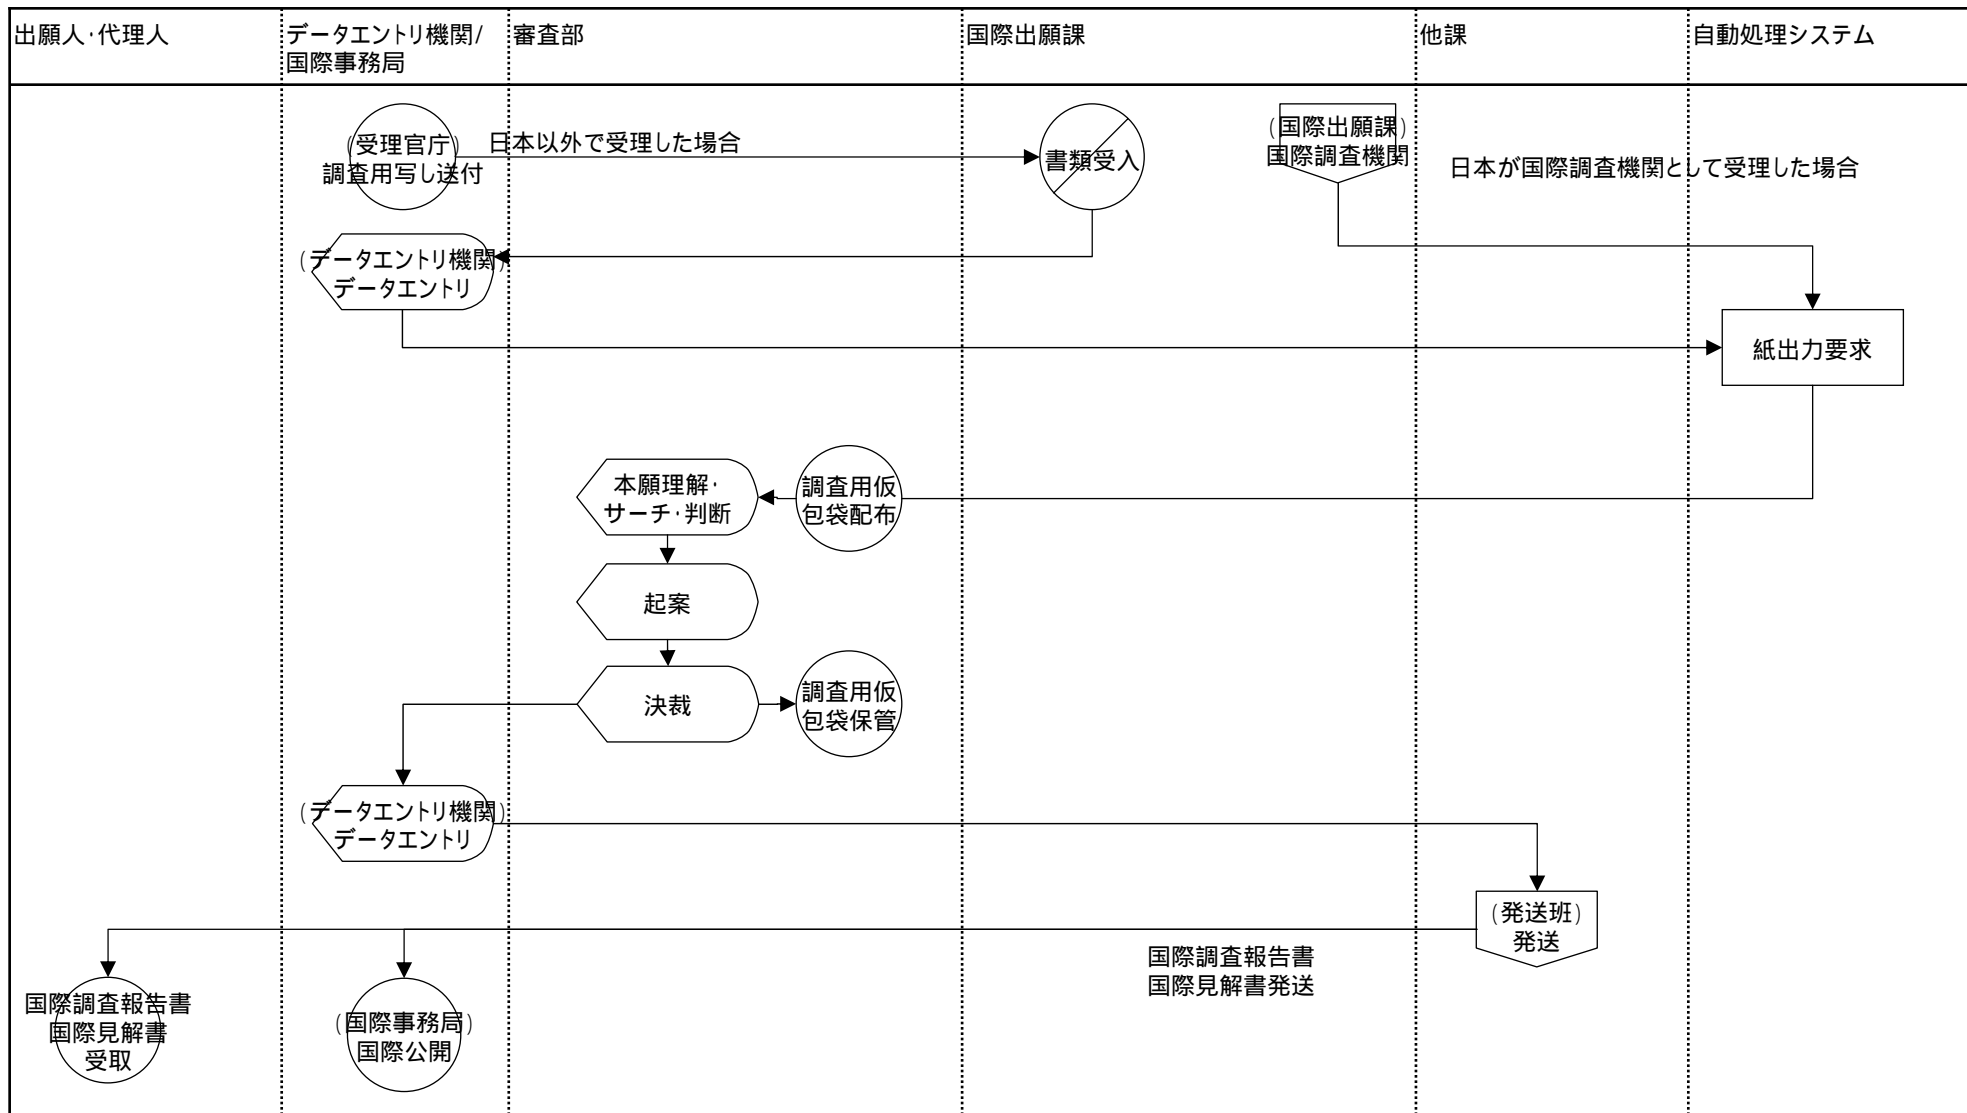 出願人・代理人
データエントリ機関/
国際事務局
審査部
国際出願課
他課
自動処理システム
(受理官庁)
調査用写し送付
日本以外で受理した場合
書類受入
(国際出願課)
国際調査機関
日本が国際調査機関として受理した場合
(データエントリ機関)
データエントリ
紙出力要求
本願理解・
サーチ・判断
調査用仮
包袋配布
起案
決裁
調査用仮
包袋保管
(データエントリ機関)
データエントリ
(発送班)
発送
国際調査報告書
国際見解書発送
国際調査報告書
国際見解書
受取
(国際事務局)
国際公開